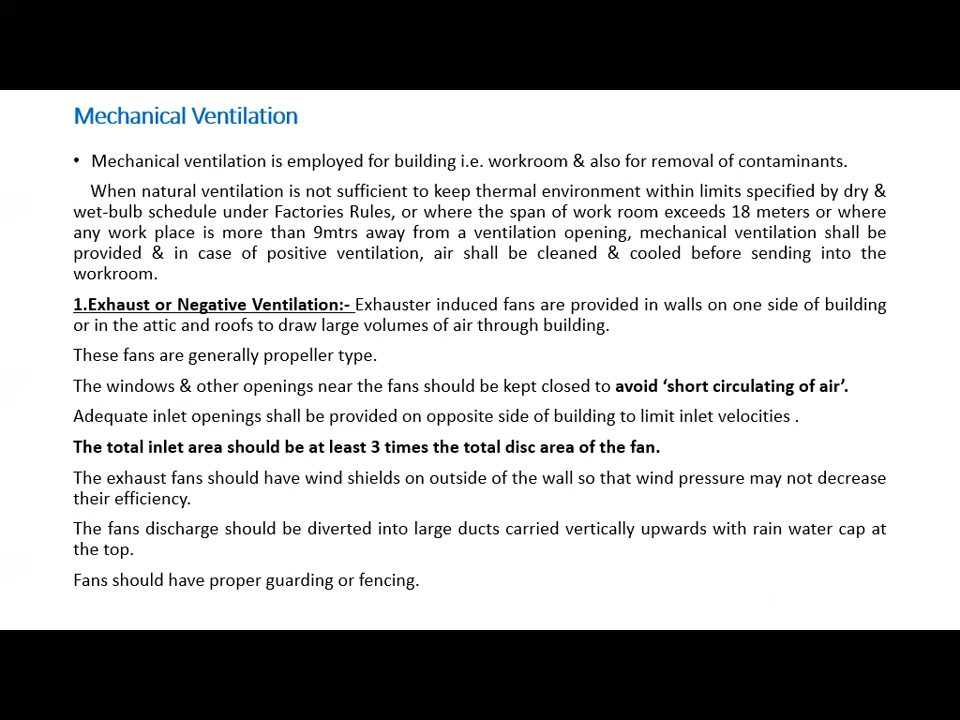 Mechanical Ventilation
• Mechanical ventilation is employed for building i.e. workroom & also for removal of contaminants.
When natural ventilation is not sufficient to keep thermal environment within limits specified by dry &
wet-bulb schedule under Factories Rules, or where the span of work room exceeds 18 meters or where
any work place is more than 9mtrs away from a ventilation opening, mechanical ventilation shall be
provided & in case of positive ventilation, air shall be cleaned & cooled before sending into the
workroom.
1.Exhaust or Negative Ventilation:- Exhauster induced fans are provided in walls on one side of building
or in the attic and roofs to draw large volumes of air through building.
These fans are generally propeller type.
The windows & other openings near the fans should be kept closed to avoid ‘short circulating of air’.
Adequate inlet openings shall be provided on opposite side of building to limit inlet velocities .
The total inlet area should be at least 3 times the total disc area of the fan.
The exhaust fans should have wind shields on outside of the wall so that wind pressure may not decrease
their efficiency.
The fans discharge should be diverted into large ducts carried vertically upwards with rain water cap at
the top.
Fans should have proper guarding or fencing.